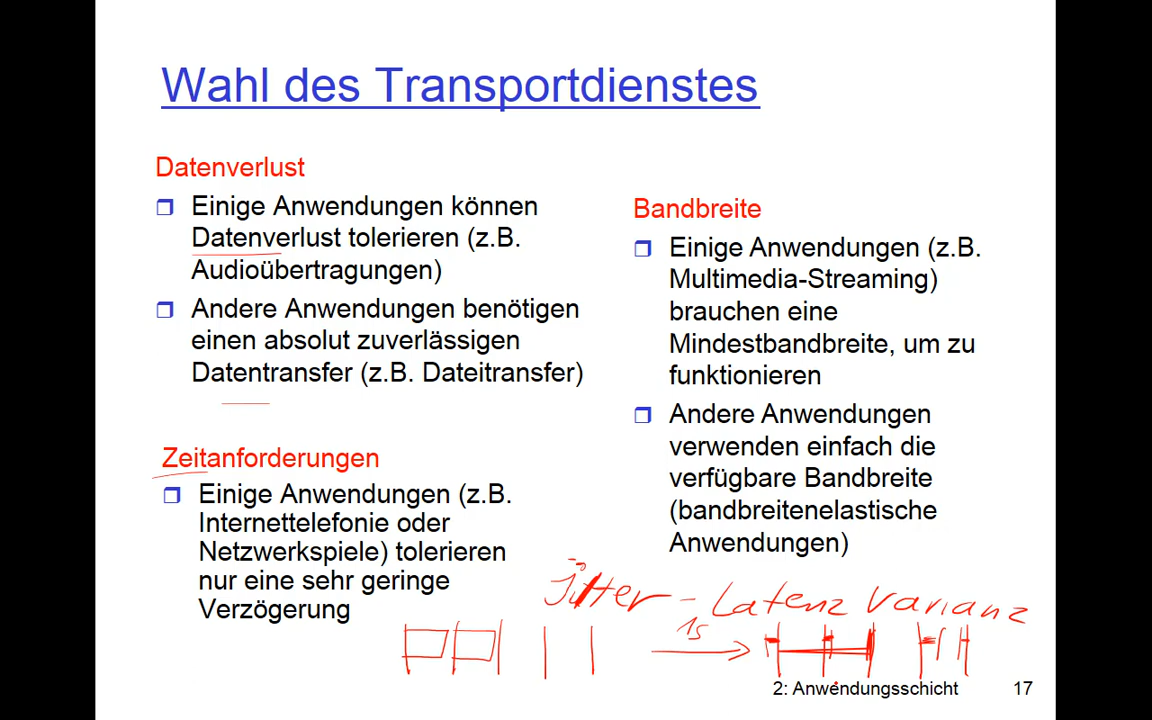 Wahl des Transportdienstes
Datenverlust
Einige Anwendungen können
Datenverlust tolerieren (z.B.
Audioübertragungen)
Andere Anwendungen benötigen
einen absolut zuverlässigen
Datentransfer (z.B. Dateitransfer)
Zeitanforderungen
Einige Anwendungen (z.B.
Internettelefonie oder
Netzwerkspiele) tolerieren
nur eine sehr geringe
Verzögerung
Bandbreite
Einige Anwendungen (z.B.
Multimedia-Streaming)
brauchen eine
Mindestbandbreite, um zu
funktionieren
Andere Anwendungen
verwenden einfach die
verfügbare Bandbreite
(bandbreitenelastische
Anwendungen)
Jitter - Latenz Varianz
1s
2: Anwendungsschicht 17